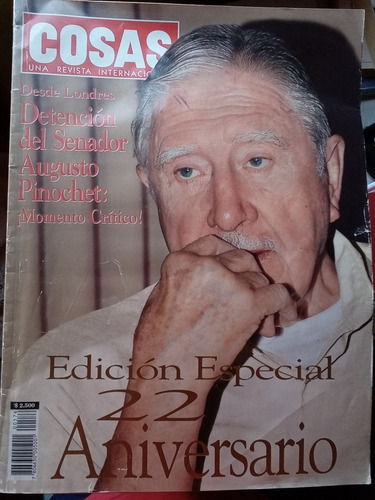 COSAS
UNA REVISTA INTERNACIO
Desde Londres
Detención
del Senador
Augusto
Pinochet:
¡Momento Crítico!
Edición Especial
22
Aniversario
$ 2.500